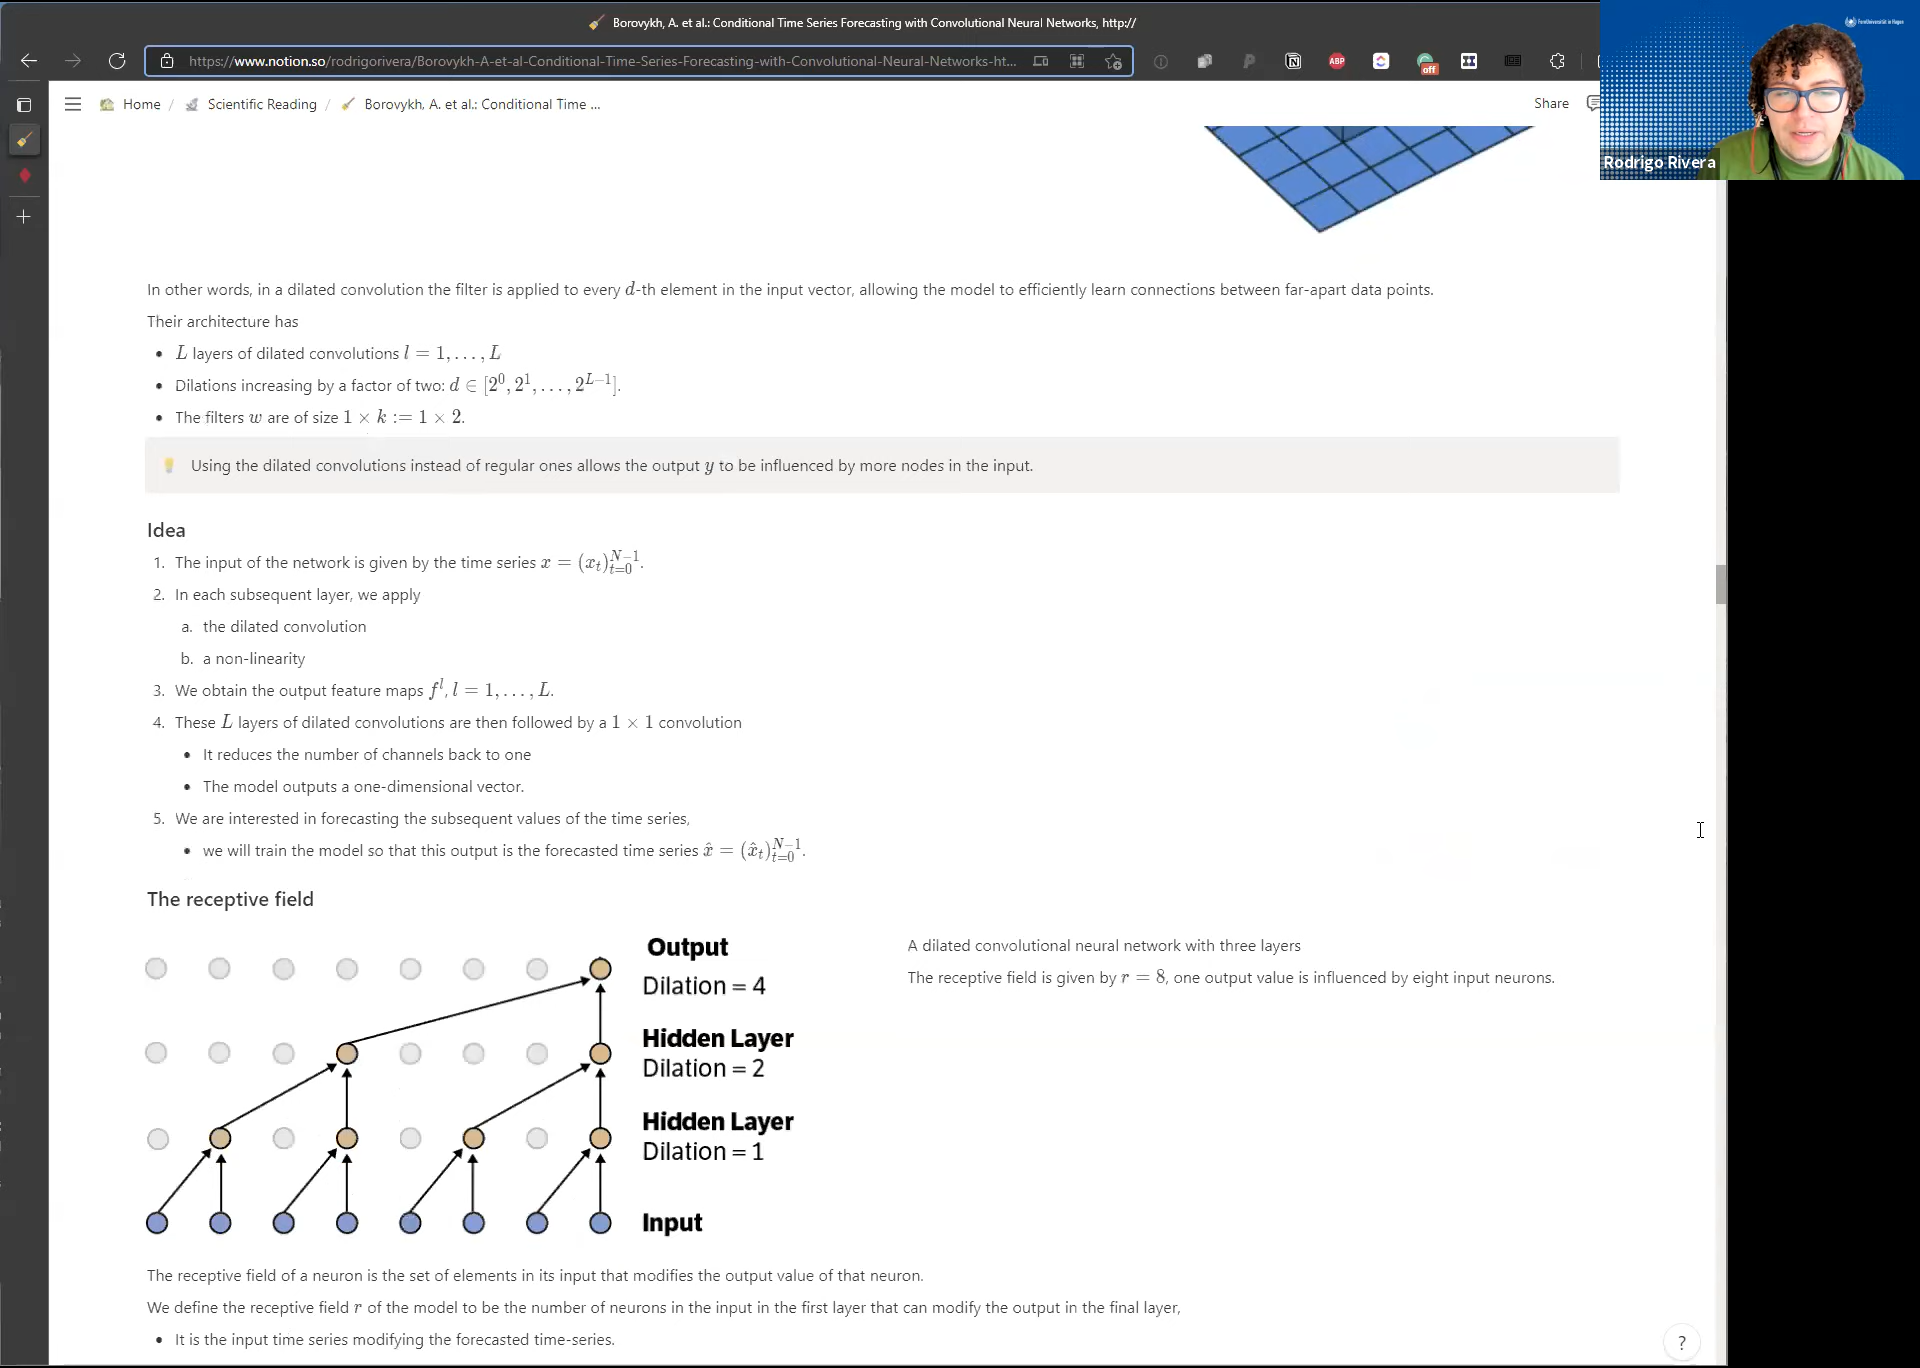 Borovykh, A. et al.: Conditional Time Series Forecasting with Convolutional Neural Networks, http://
https://www.notion.so/rodrigorivera/Borovykh-A-et-al-Conditional-Time-Series-Forecasting-with-Convolutional-Neural-Networks-ht...
ABP
off
Home / Scientific Reading / Borovykh, A. et al.: Conditional Time ...
Share
Rodrigo Rivera
In other words, in a dilated convolution the filter is applied to every d-th element in the input vector, allowing the model to efficiently learn connections between far-apart data points.
Their architecture has
• L layers of dilated convolutions l = 1, . . . , L
• Dilations increasing by a factor of two: d ∈ [2^0, 2^1, . . . , 2^{L−1}].
• The filters w are of size 1 × k := 1 × 2.
Using the dilated convolutions instead of regular ones allows the output y to be influenced by more nodes in the input.
Idea
1. The input of the network is given by the time series x = (x_t)_{t=0}^{N−1}.
2. In each subsequent layer, we apply
a. the dilated convolution
b. a non-linearity
3. We obtain the output feature maps f^l, l = 1, . . . , L.
4. These L layers of dilated convolutions are then followed by a 1 × 1 convolution
• It reduces the number of channels back to one
• The model outputs a one-dimensional vector.
5. We are interested in forecasting the subsequent values of the time series,
• we will train the model so that this output is the forecasted time series x̂ = (x̂_t)_{t=0}^{N−1}.
The receptive field
Output
Dilation = 4
Hidden Layer
Dilation = 2
Hidden Layer
Dilation = 1
Input
A dilated convolutional neural network with three layers
The receptive field is given by r = 8, one output value is influenced by eight input neurons.
The receptive field of a neuron is the set of elements in its input that modifies the output value of that neuron.
We define the receptive field r of the model to be the number of neurons in the input in the first layer that can modify the output in the final layer,
• It is the input time series modifying the forecasted time-series.
?